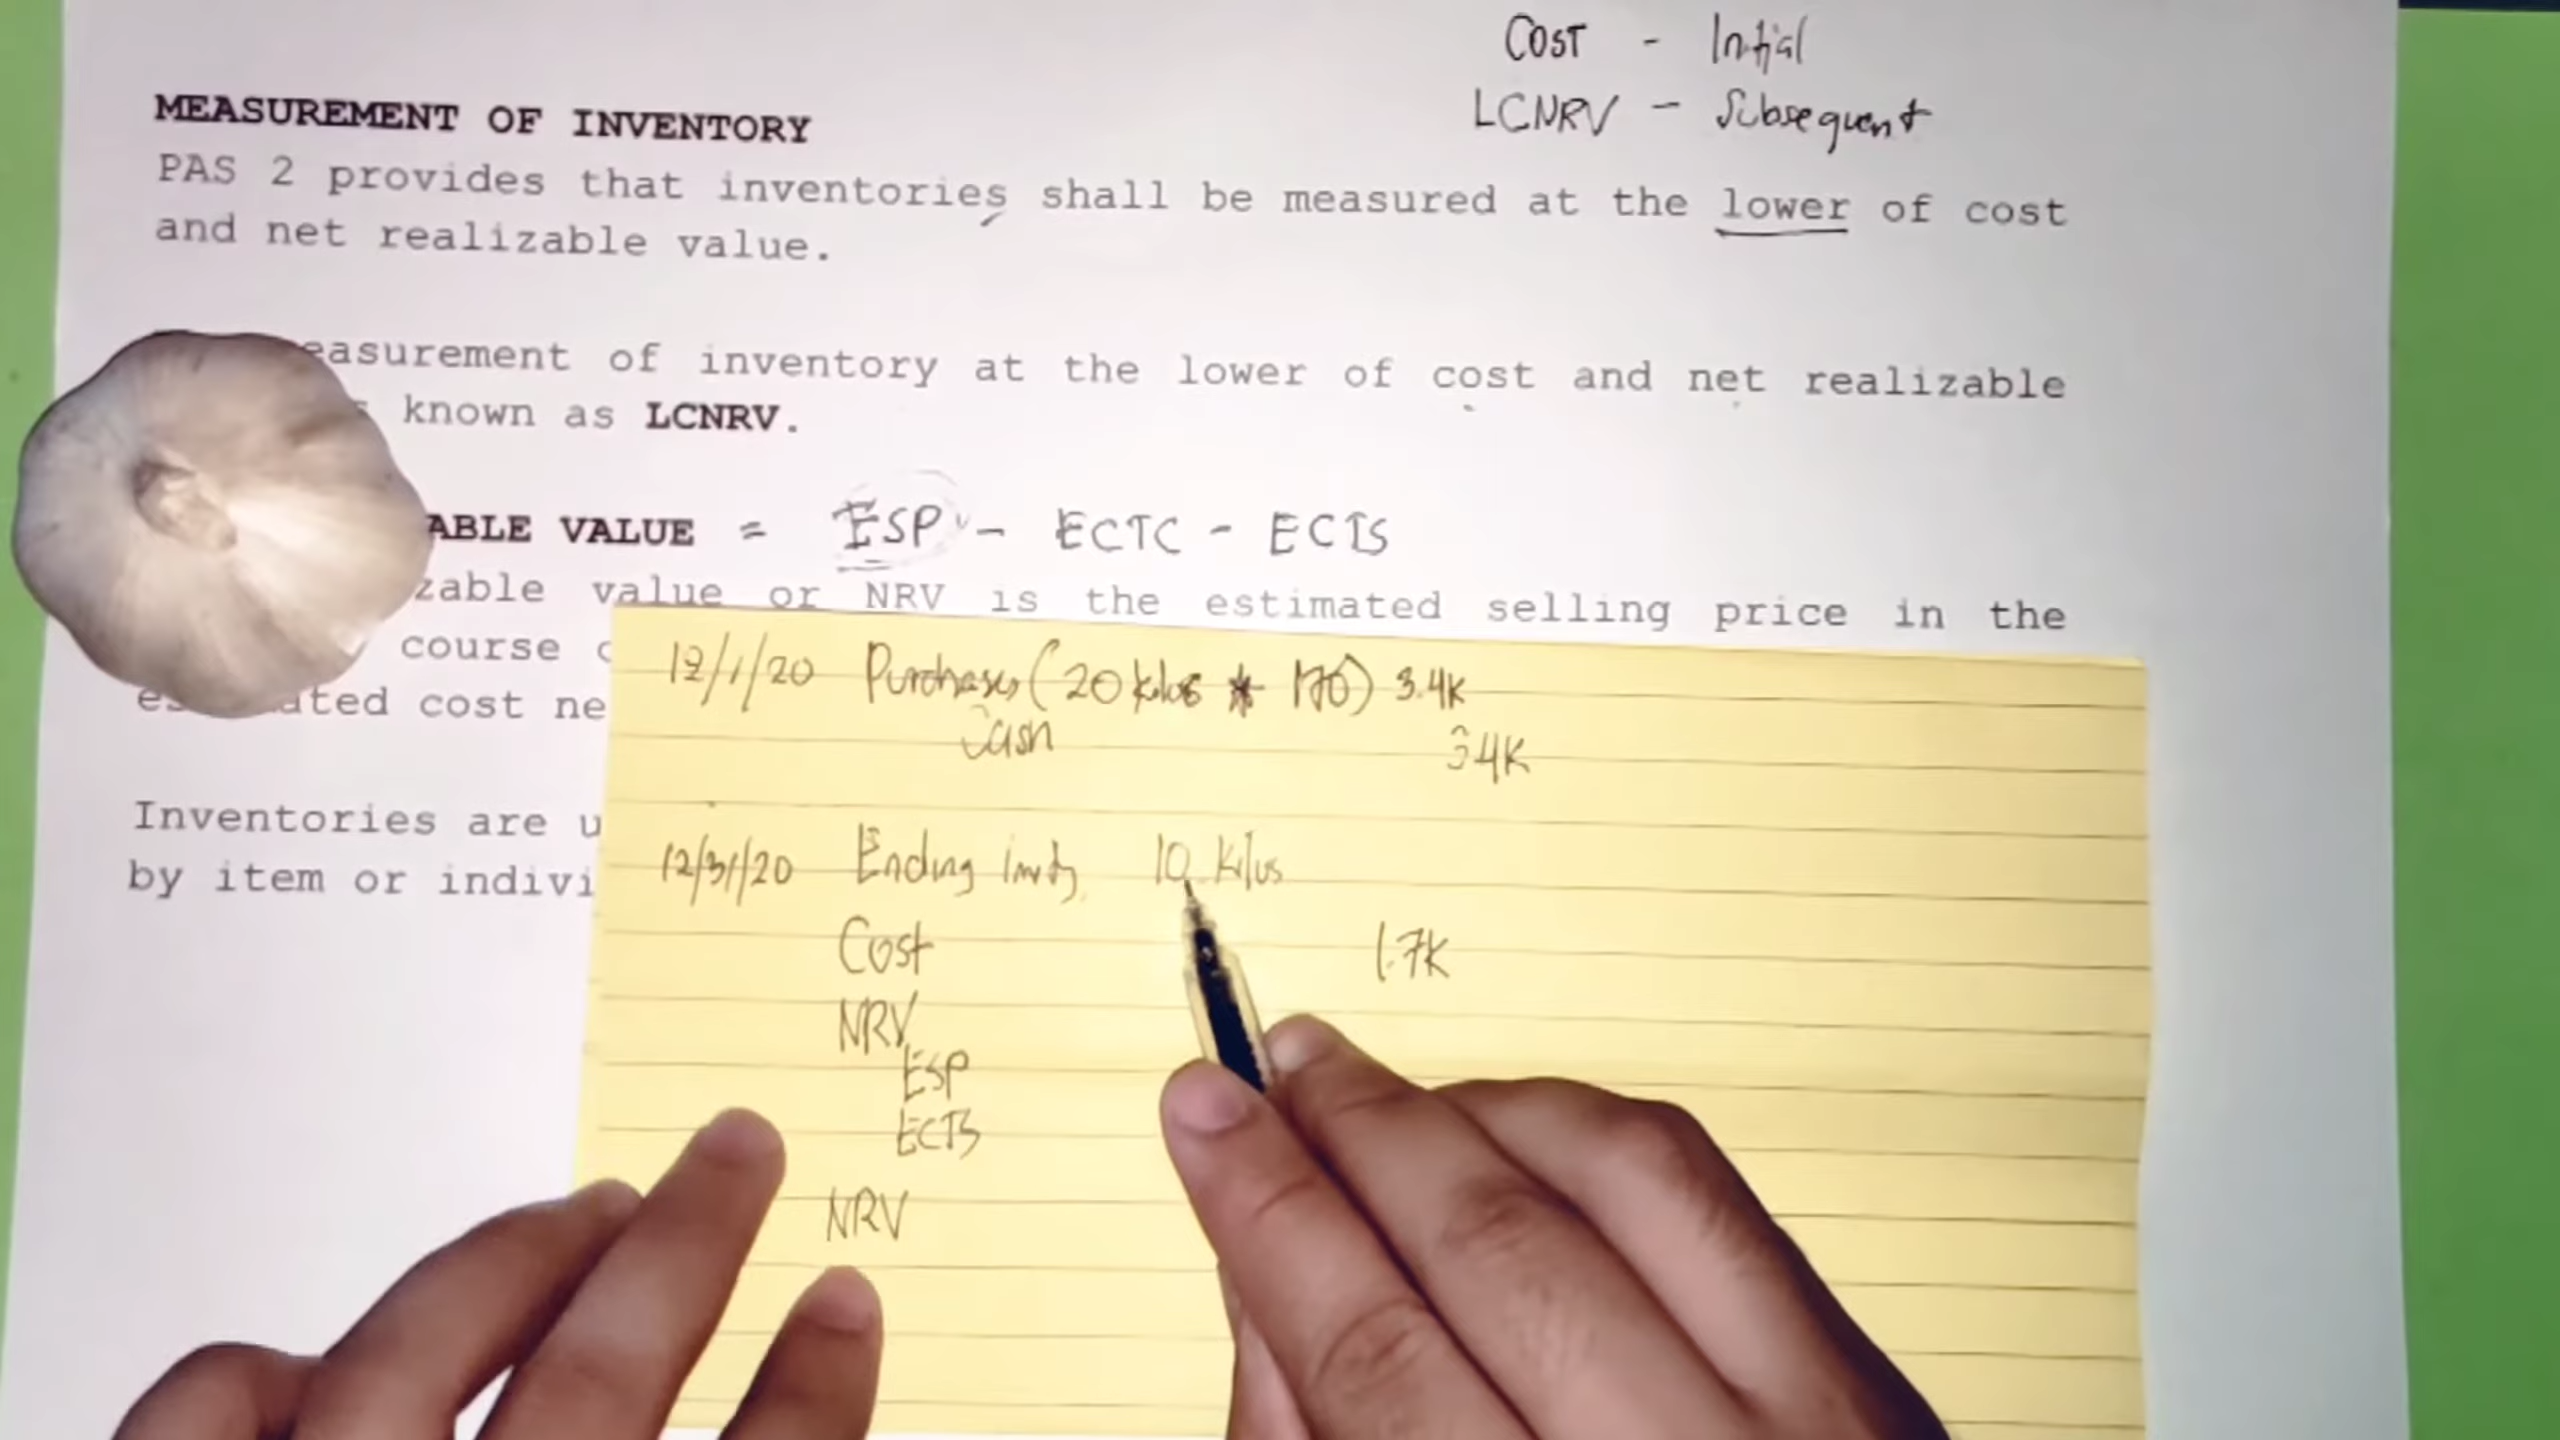 COST - Initial
LCNRV - Subsequent
MEASUREMENT OF INVENTORY
PAS 2 provides that inventories shall be measured at the lower of cost
and net realizable value.
easurement of inventory at the lower of cost and net realizable
known as LCNRV.
ABLE VALUE = ESP - ECTC - ECTS
zable value or NRV is the estimated selling price in the
course
ated cost ne
Inventories are u
by item or indivi
12/1/20 Purchases (20 kilos * 170) 3.4K
Cash 3.4K
12/31/20 Ending Invty. 10 kilos
Cost 1.7K
NRV
ESP
ECTS
NRV